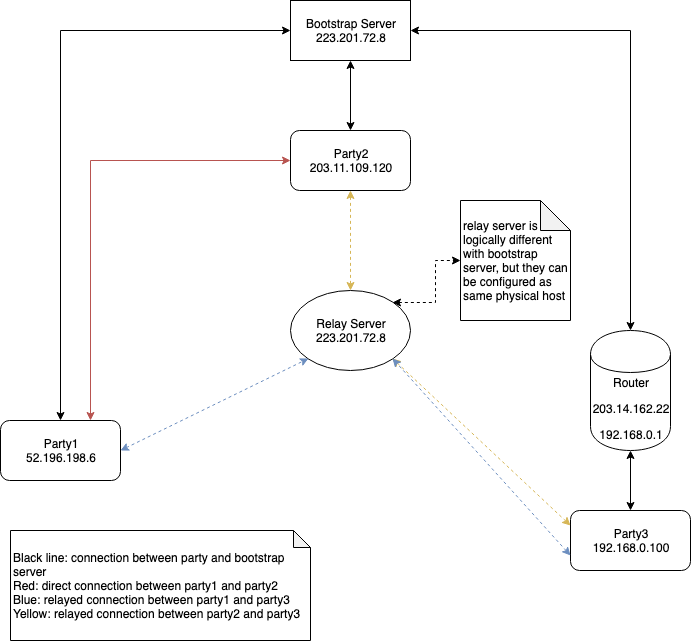 Bootstrap Server
223.201.72.8
Party2
203.11.109.120
relay server is
logically different
with bootstrap
server, but they can
be configured as
same physical host
Relay Server
223.201.72.8
Router
203.14.162.22
192.168.0.1
Party1
52.196.198.6
Party3
192.168.0.100
Black line: connection between party and bootstrap
server
Red: direct connection between party1 and party2
Blue: relayed connection between party1 and party3
Yellow: relayed connection between party2 and party3